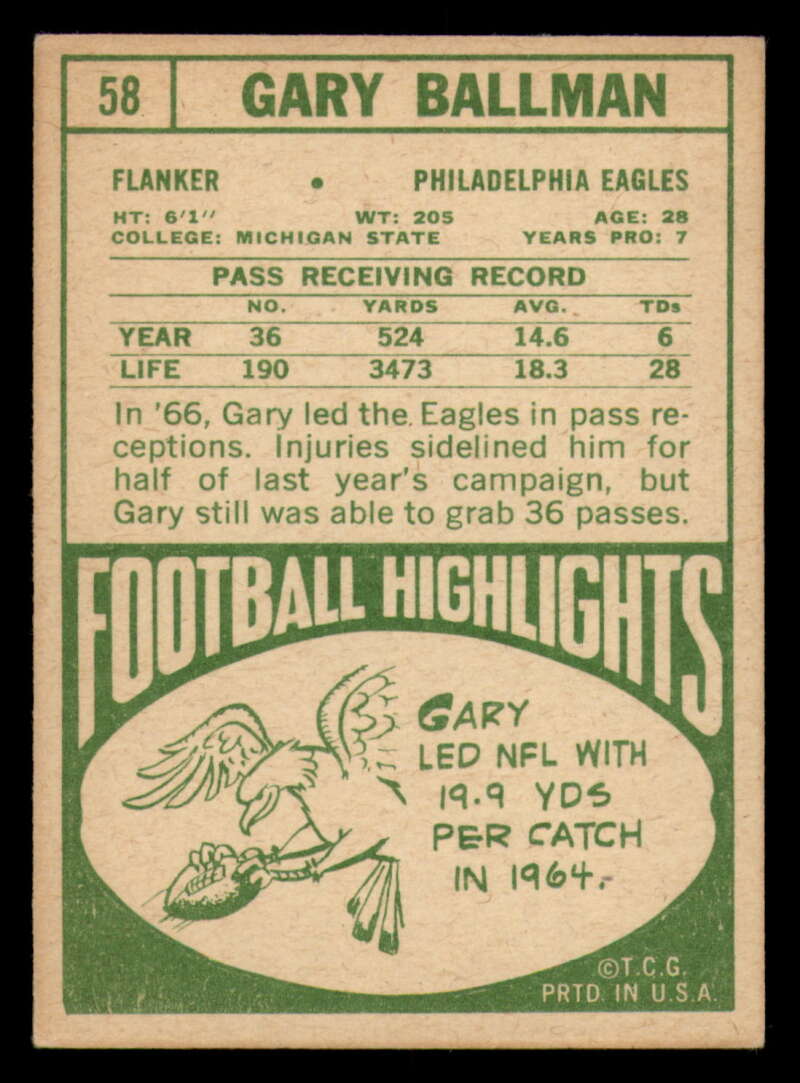 58 GARY BALLMAN
FLANKER • PHILADELPHIA EAGLES
HT: 6'1" WT: 205 AGE: 28
COLLEGE: MICHIGAN STATE YEARS PRO: 7
PASS RECEIVING RECORD
NO. YARDS AVG. TDs
YEAR 36 524 14.6 6
LIFE 190 3473 18.3 28
In '66, Gary led the Eagles in pass re-
ceptions. Injuries sidelined him for
half of last year's campaign, but
Gary still was able to grab 36 passes.
FOOTBALL HIGHLIGHTS
GARY
LED NFL WITH
19.9 YDS
PER CATCH
IN 1964.
©T.C.G.
PRTD. IN U.S.A.